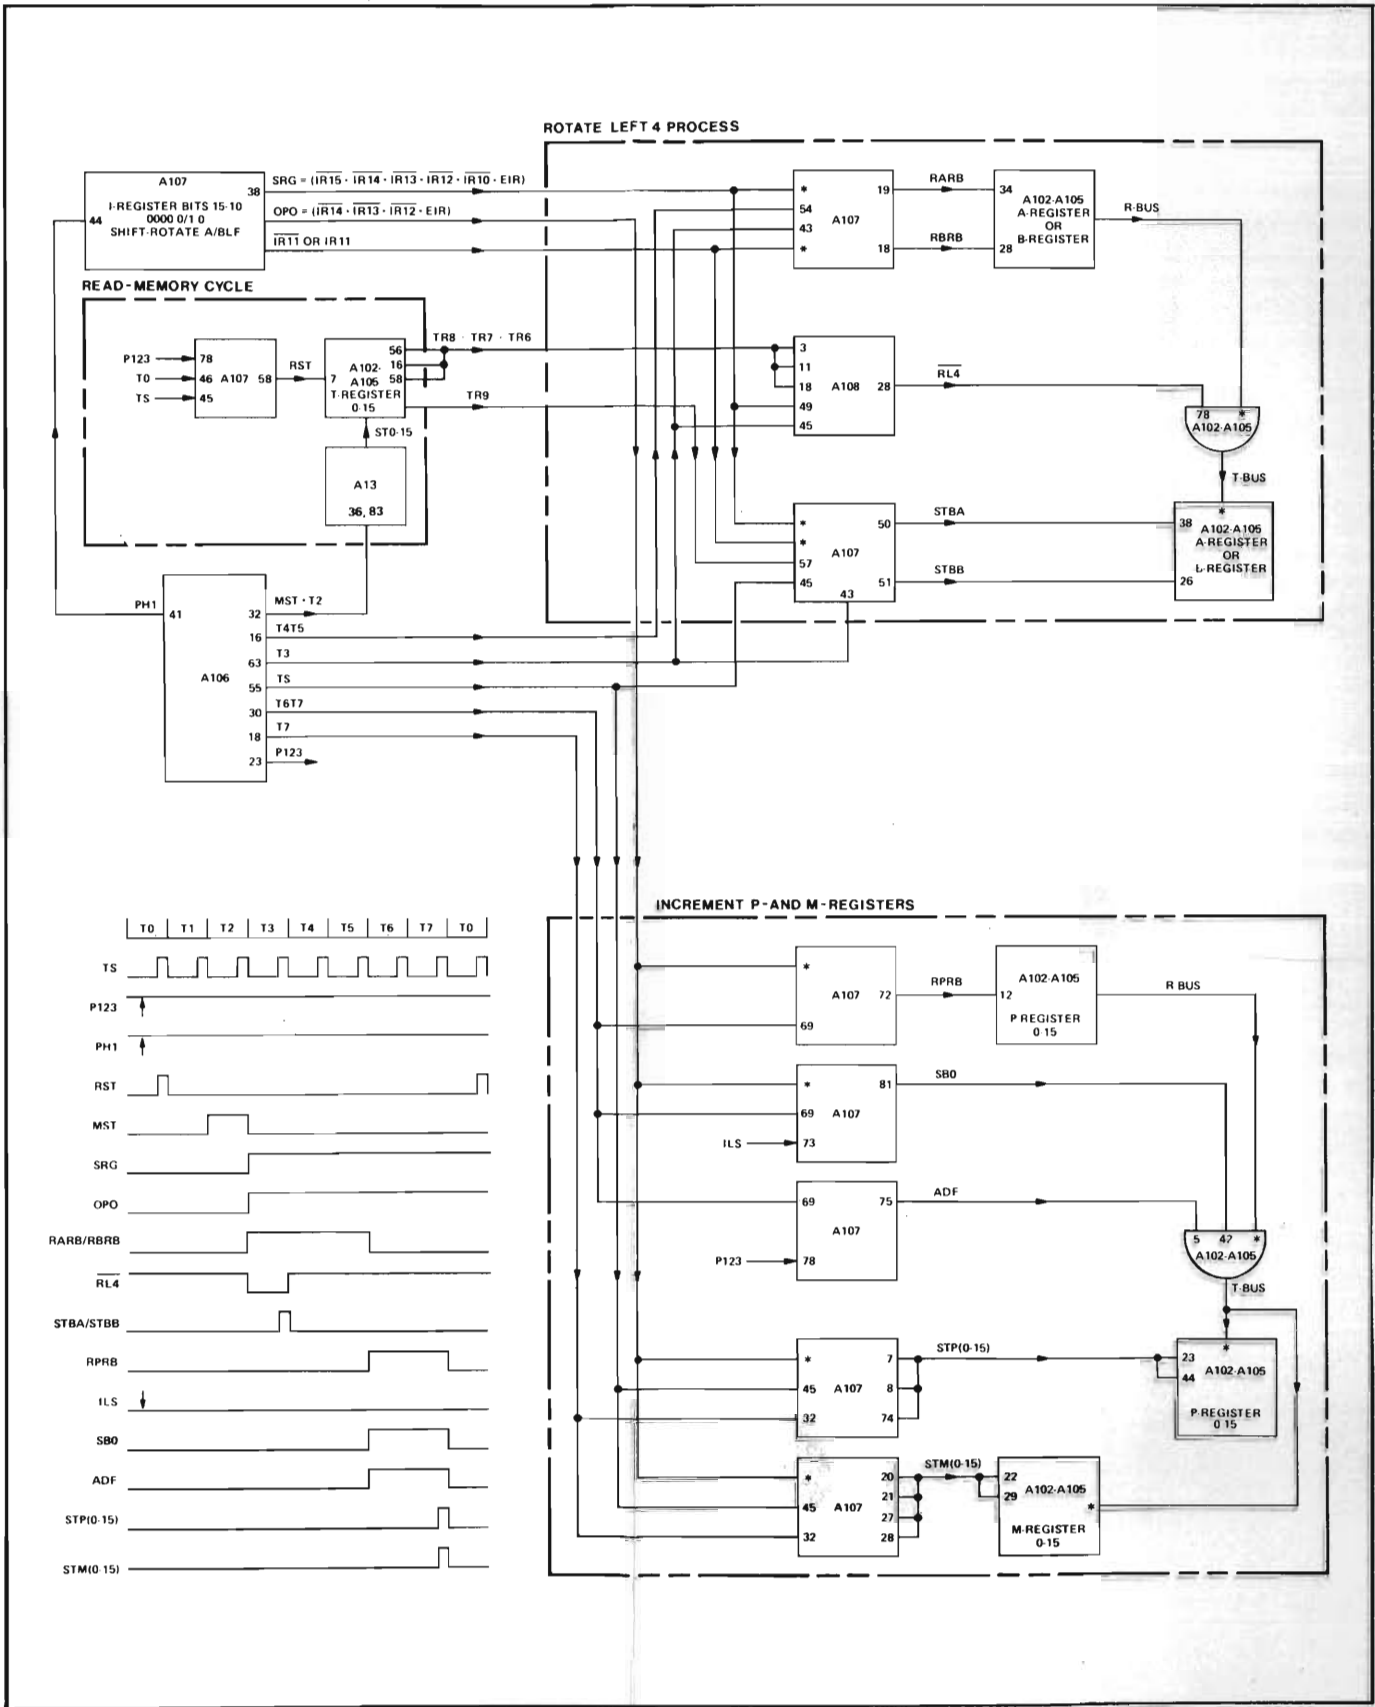 ROTATE LEFT 4 PROCESS
A107
38
I-REGISTER BITS 15-10
0000 0/1 0
SHIFT-ROTATE A/BLF
44
SRG = (IR15 · IR14 · IR13 · IR12 · IR10 · EIR)
OPO = (IR14 · IR13 · IR12 · EIR)
IR11 OR IR11
*
54
43
*
A107
19
18
RARB
RBRB
34
28
A102-A105
A-REGISTER
OR
B-REGISTER
R-BUS
READ-MEMORY CYCLE
P123
T0
TS
78
46
45
A107
58
RST
7
A102-
A105
T-REGISTER
0-15
56
16
58
TR8 · TR7 · TR6
TR9
ST0-15
A13
36, 83
3
11
18
49
45
A108
28
RL4
78
*
A102-A105
T-BUS
*
*
57
45
43
A107
50
51
STBA
STBB
*
38
26
A102-A105
A-REGISTER
OR
L-REGISTER
PH1
41
A106
32
16
63
55
30
18
23
MST · T2
T4T5
T3
TS
T6T7
T7
P123
INCREMENT P-AND M-REGISTERS
*
69
A107
72
RPRB
12
A102-A105
P REGISTER
0-15
R BUS
*
69
73
ILS
A107
81
SB0
69
78
P123
A107
75
ADF
5
47
*
A102-A105
T-BUS
*
45
32
A107
7
8
74
STP(0-15)
*
23
44
A102-A105
P-REGISTER
0 15
*
45
32
A107
20
21
27
28
STM(0-15)
22
29
A102-A105
*
M-REGISTER
0-15
T0 T1 T2 T3 T4 T5 T6 T7 T0
TS
P123
PH1
RST
MST
SRG
OPO
RARB/RBRB
RL4
STBA/STBB
RPRB
ILS
SB0
ADF
STP(0-15)
STM(0-15)